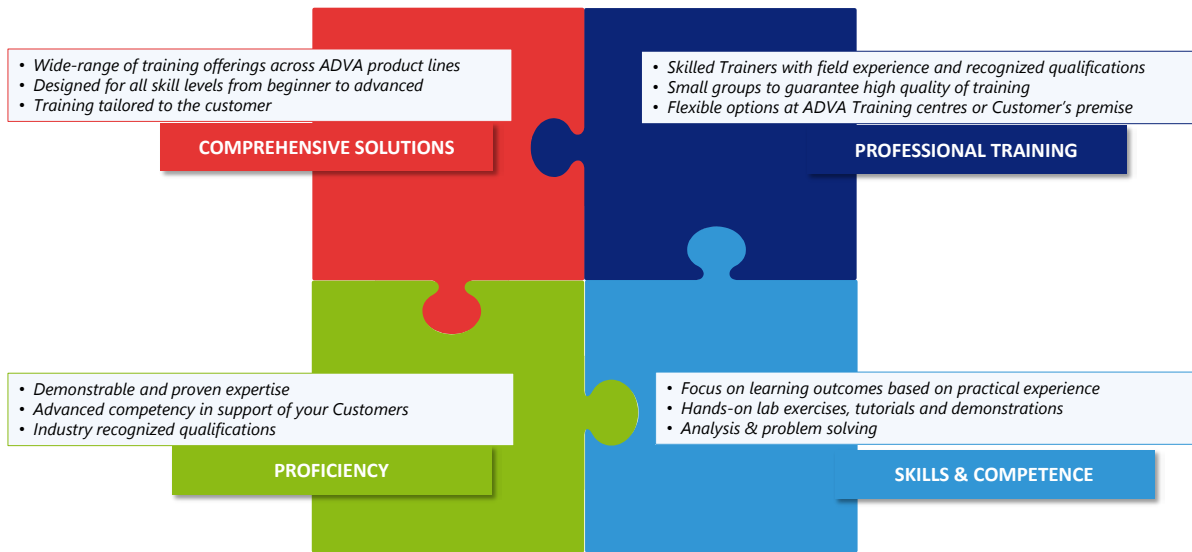 • Wide-range of training offerings across ADVA product lines
• Designed for all skill levels from beginner to advanced
• Training tailored to the customer
COMPREHENSIVE SOLUTIONS
• Skilled Trainers with field experience and recognized qualifications
• Small groups to guarantee high quality of training
• Flexible options at ADVA Training centres or Customer's premise
PROFESSIONAL TRAINING
• Demonstrable and proven expertise
• Advanced competency in support of your Customers
• Industry recognized qualifications
PROFICIENCY
• Focus on learning outcomes based on practical experience
• Hands-on lab exercises, tutorials and demonstrations
• Analysis & problem solving
SKILLS & COMPETENCE